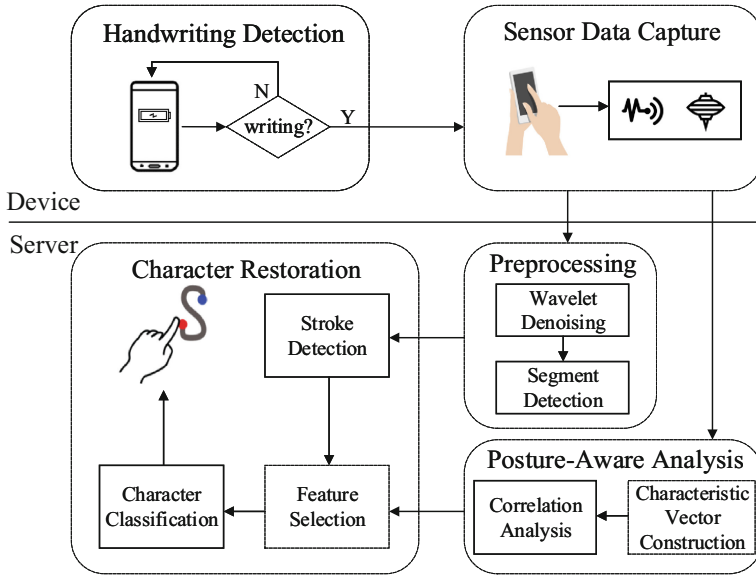 Handwriting Detection
N
writing?
Y
Sensor Data Capture
Device
Server
Character Restoration
Stroke
Detection
Character
Classification
Feature
Selection
Preprocessing
Wavelet
Denoising
Segment
Detection
Posture-Aware Analysis
Correlation
Analysis
Characteristic
Vector
Construction